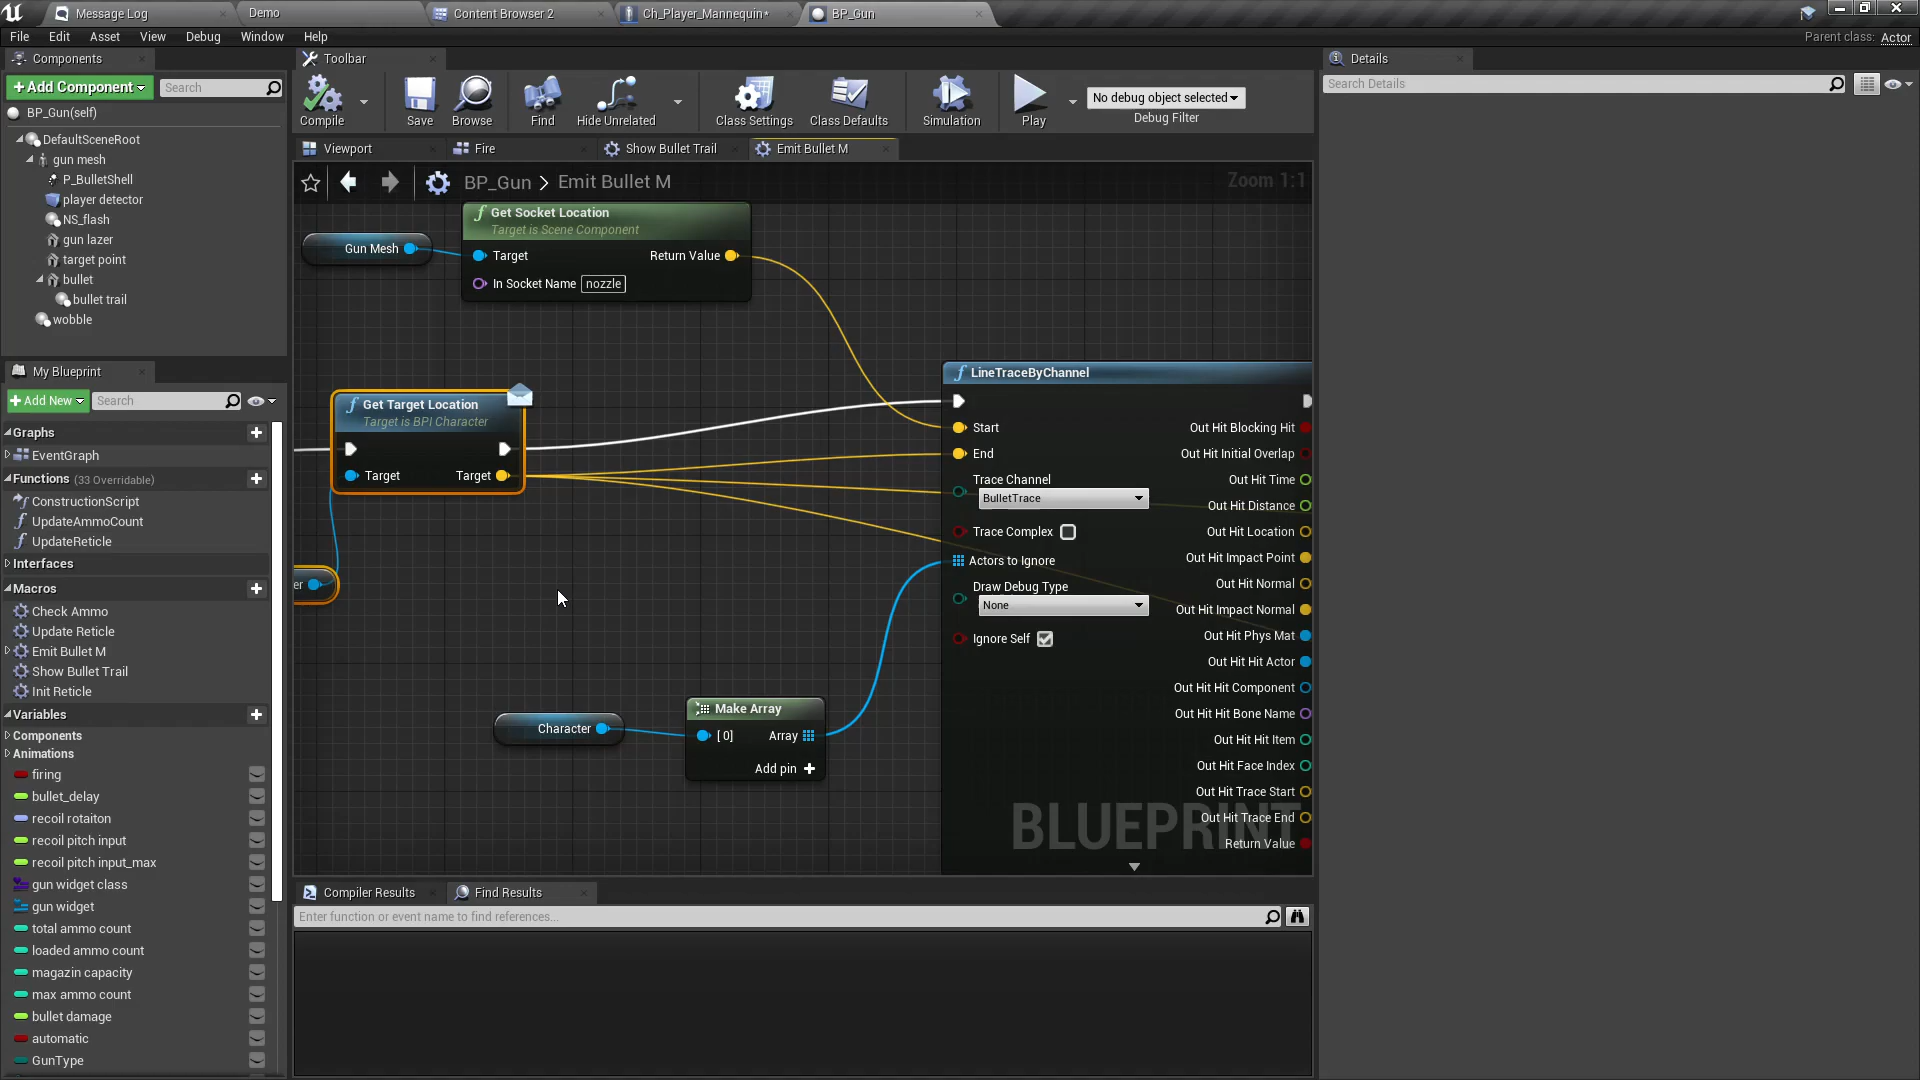 Message Log
Demo
Content Browser 2
Ch_Player_Mannequin*
BP_Gun
File Edit Asset View Debug Window Help
Parent class: Actor
Components
Add Component
Search
BP_Gun(self)
DefaultSceneRoot
gun mesh
P_BulletShell
player detector
NS_flash
gun lazer
target point
bullet
bullet trail
wobble
My Blueprint
Add New
Search
Graphs
EventGraph
Functions (33 Overridable)
ConstructionScript
UpdateAmmoCount
UpdateReticle
Interfaces
Macros
Check Ammo
Update Reticle
Emit Bullet M
Show Bullet Trail
Init Reticle
Variables
Components
Animations
firing
bullet_delay
recoil rotaiton
recoil pitch input
recoil pitch input_max
gun widget class
gun widget
total ammo count
loaded ammo count
magazin capacity
max ammo count
bullet damage
automatic
GunType
Toolbar
Compile
Save
Browse
Find
Hide Unrelated
Class Settings
Class Defaults
Simulation
Play
No debug object selected
Debug Filter
Viewport
Fire
Show Bullet Trail
Emit Bullet M
BP_Gun > Emit Bullet M
Zoom 1:1
Gun Mesh
Get Socket Location
Target is Scene Component
Target Return Value
In Socket Name nozzle
Get Target Location
Target is BPI Character
Target Target
er
Character
Make Array
[ 0] Array
Add pin
LineTraceByChannel
Start
End
Trace Channel
BulletTrace
Trace Complex
Actors to Ignore
Draw Debug Type
None
Ignore Self
Out Hit Blocking Hit
Out Hit Initial Overlap
Out Hit Time
Out Hit Distance
Out Hit Location
Out Hit Impact Point
Out Hit Normal
Out Hit Impact Normal
Out Hit Phys Mat
Out Hit Hit Actor
Out Hit Hit Component
Out Hit Hit Bone Name
Out Hit Hit Item
Out Hit Face Index
Out Hit Trace Start
Out Hit Trace End
Return Value
BLUEPRINT
Compiler Results
Find Results
Enter function or event name to find references...
Details
Search Details